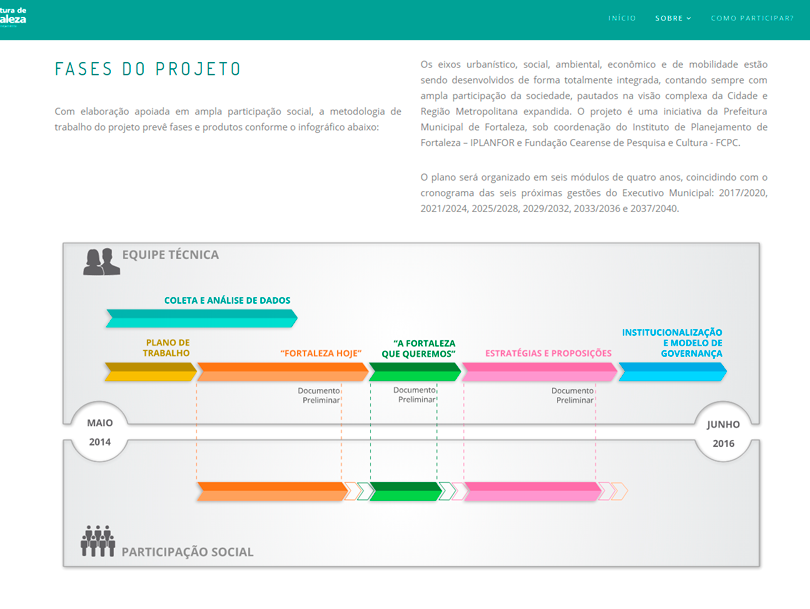 INÍCIO
SOBRE
COMO PARTICIPAR?
FASES DO PROJETO
Com elaboração apoiada em ampla participação social, a metodologia de
trabalho do projeto prevê fases e produtos conforme o infográfico abaixo:
Os eixos urbanístico, social, ambiental, econômico e de mobilidade estão
sendo desenvolvidos de forma totalmente integrada, contando sempre com
ampla participação da sociedade, pautados na visão complexa da Cidade e
Região Metropolitana expandida. O projeto é uma iniciativa da Prefeitura
Municipal de Fortaleza, sob coordenação do Instituto de Planejamento de
Fortaleza – IPLANFOR e Fundação Cearense de Pesquisa e Cultura - FCPC.
O plano será organizado em seis módulos de quatro anos, coincidindo com o
cronograma das seis próximas gestões do Executivo Municipal: 2017/2020,
2021/2024, 2025/2028, 2029/2032, 2033/2036 e 2037/2040.
EQUIPE TÉCNICA
COLETA E ANÁLISE DE DADOS
PLANO DE
TRABALHO
“FORTALEZA HOJE”
“A FORTALEZA
QUE QUEREMOS”
ESTRATÉGIAS E PROPOSIÇÕES
INSTITUCIONALIZAÇÃO
E MODELO DE
GOVERNANÇA
Documento
Preliminar
Documento
Preliminar
Documento
Preliminar
MAIO
2014
JUNHO
2016
PARTICIPAÇÃO SOCIAL